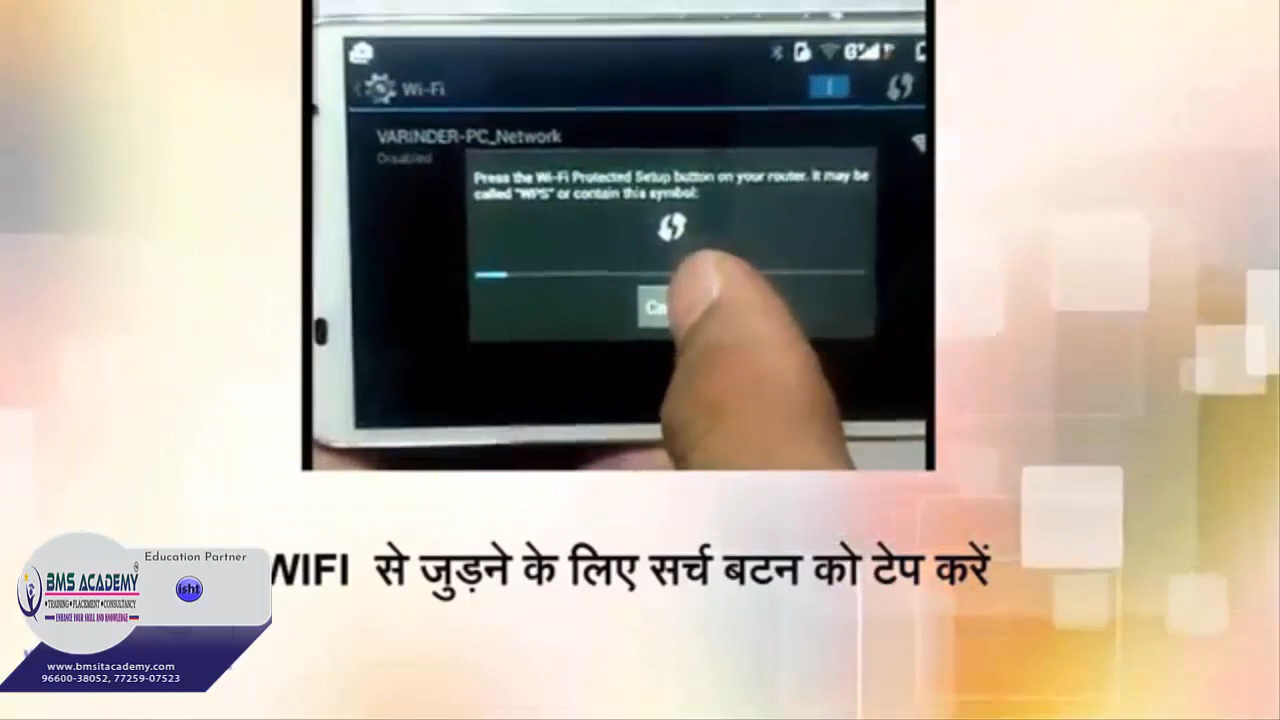 Wi-Fi
VARINDER-PC_Network
Disabled
Press the Wi-Fi Protected Setup button on your router. It may be
called "WPS" or contain this symbol:
WIFI से जुड़ने के लिए सर्च बटन को टेप करें
Education Partner
isht
BMS ACADEMY
•TRAINING•PLACEMENT•CONSULTANCY
ENHANCE YOUR SKILL AND KNOWLEDGE
www.bmsitacademy.com
96600-38052, 77259-07523